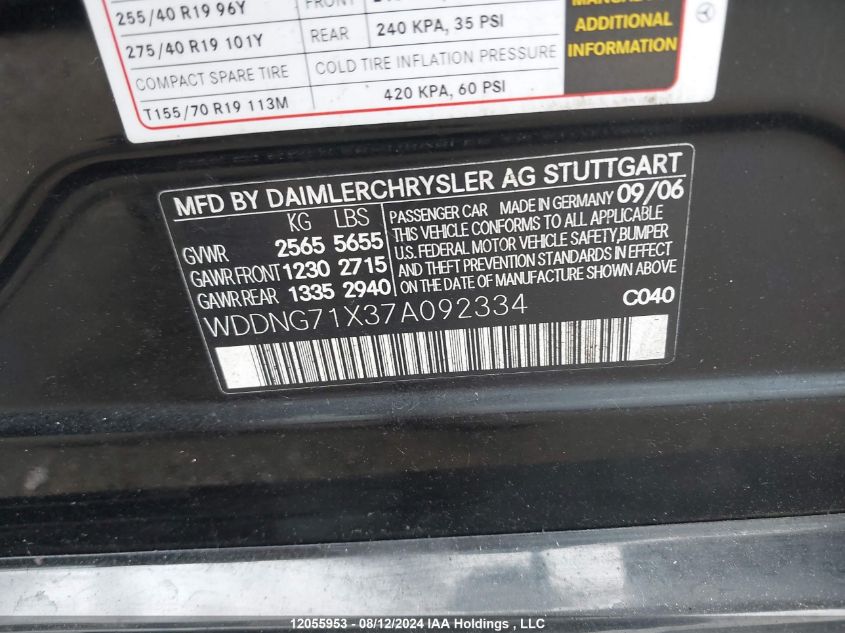 255/40 R19 96Y FRONT
275/40 R19 101Y REAR 240 KPA, 35 PSI
COMPACT SPARE TIRE COLD TIRE INFLATION PRESSURE
T155/70 R19 113M 420 KPA, 60 PSI
ADDITIONAL
INFORMATION
MFD BY DAIMLERCHRYSLER AG STUTTGART
KG LBS
GVWR 2565 5655
GAWR FRONT 1230 2715
GAWR REAR 1335 2940
PASSENGER CAR MADE IN GERMANY 09/06
THIS VEHICLE CONFORMS TO ALL APPLICABLE
U.S. FEDERAL MOTOR VEHICLE SAFETY,BUMPER
AND THEFT PREVENTION STANDARDS IN EFFECT
ON THE DATE OF MANUFACTURE SHOWN ABOVE
WDDNG71X37A092334 C040
12055953 - 08/12/2024 IAA Holdings , LLC